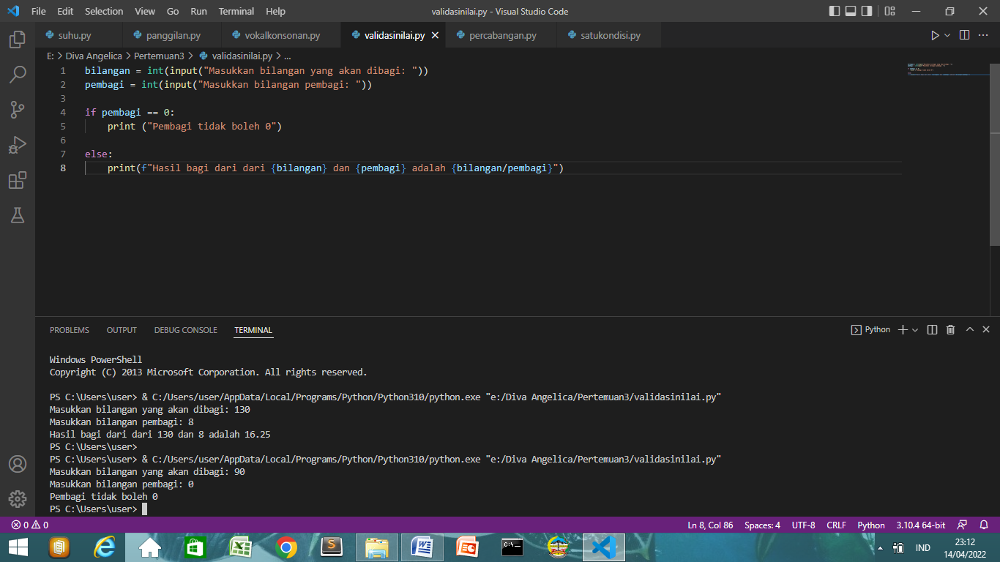 File Edit Selection View Go Run Terminal Help validasinilai.py - Visual Studio Code
suhu.py panggilan.py vokalkonsonan.py validasinilai.py percabangan.py satukondisi.py
E: > Diva Angelica > Pertemuan3 > validasinilai.py > ...
1 bilangan = int(input("Masukkan bilangan yang akan dibagi: "))
2 pembagi = int(input("Masukkan bilangan pembagi: "))
3
4 if pembagi == 0:
5     print ("Pembagi tidak boleh 0")
6
7 else:
8     print(f"Hasil bagi dari dari {bilangan} dan {pembagi} adalah {bilangan/pembagi}")
PROBLEMS OUTPUT DEBUG CONSOLE TERMINAL Python
Windows PowerShell
Copyright (C) 2013 Microsoft Corporation. All rights reserved.
PS C:\Users\user> & C:/Users/user/AppData/Local/Programs/Python/Python310/python.exe "e:/Diva Angelica/Pertemuan3/validasinilai.py"
Masukkan bilangan yang akan dibagi: 130
Masukkan bilangan pembagi: 8
Hasil bagi dari dari 130 dan 8 adalah 16.25
PS C:\Users\user>
PS C:\Users\user> & C:/Users/user/AppData/Local/Programs/Python/Python310/python.exe "e:/Diva Angelica/Pertemuan3/validasinilai.py"
Masukkan bilangan yang akan dibagi: 90
Masukkan bilangan pembagi: 0
Pembagi tidak boleh 0
PS C:\Users\user>
0 0 Ln 8, Col 86 Spaces: 4 UTF-8 CRLF Python 3.10.4 64-bit
IND 23:12
14/04/2022